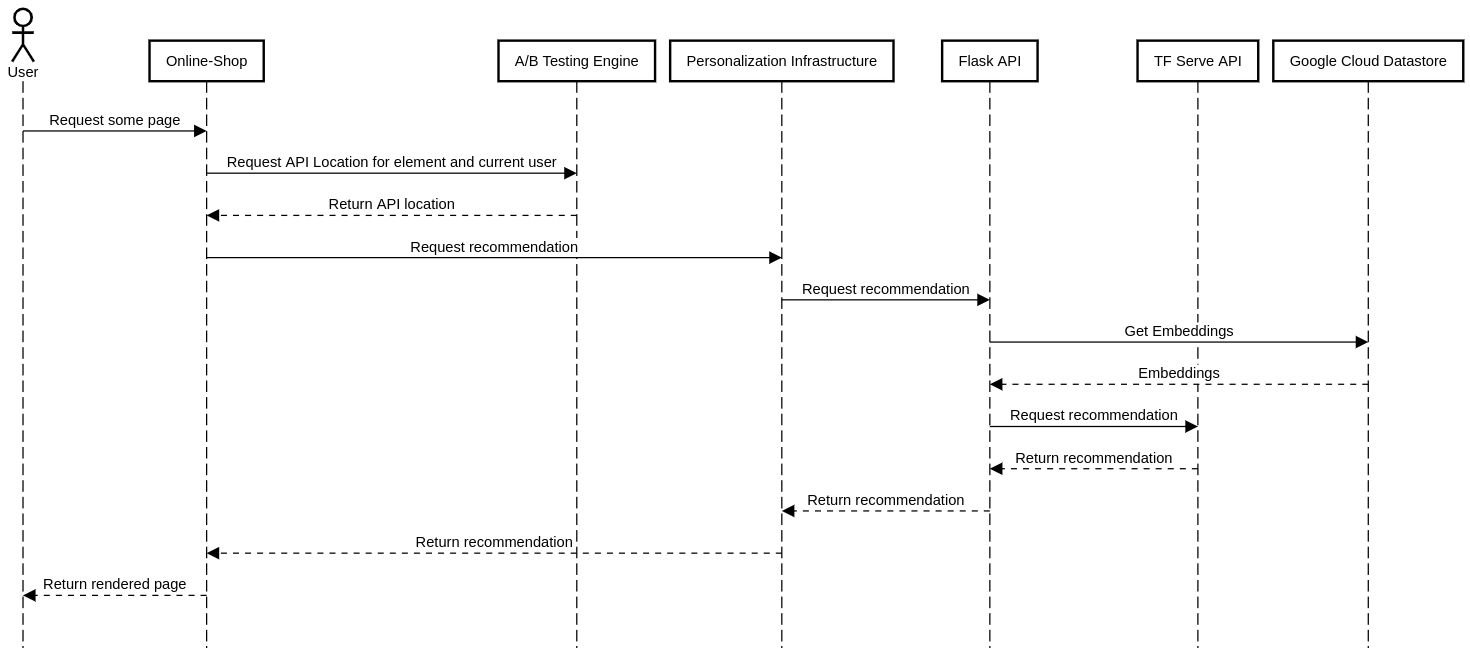 User
Online-Shop
A/B Testing Engine
Personalization Infrastructure
Flask API
TF Serve API
Google Cloud Datastore
Request some page
Request API Location for element and current user
Return API location
Request recommendation
Request recommendation
Get Embeddings
Embeddings
Request recommendation
Return recommendation
Return recommendation
Return recommendation
Return rendered page